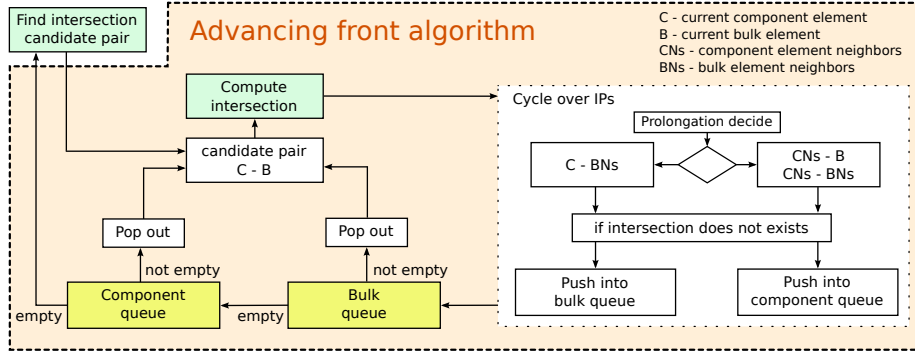 Find intersection
candidate pair
Advancing front algorithm
C - current component element
B - current bulk element
CNs - component element neighbors
BNs - bulk element neighbors
Compute
intersection
Cycle over IPs
Prolongation decide
candidate pair
C - B
C - BNs
CNs - B
CNs - BNs
Pop out
Pop out
if intersection does not exists
not empty
not empty
Component
queue
Bulk
queue
Push into
bulk queue
Push into
component queue
empty
empty